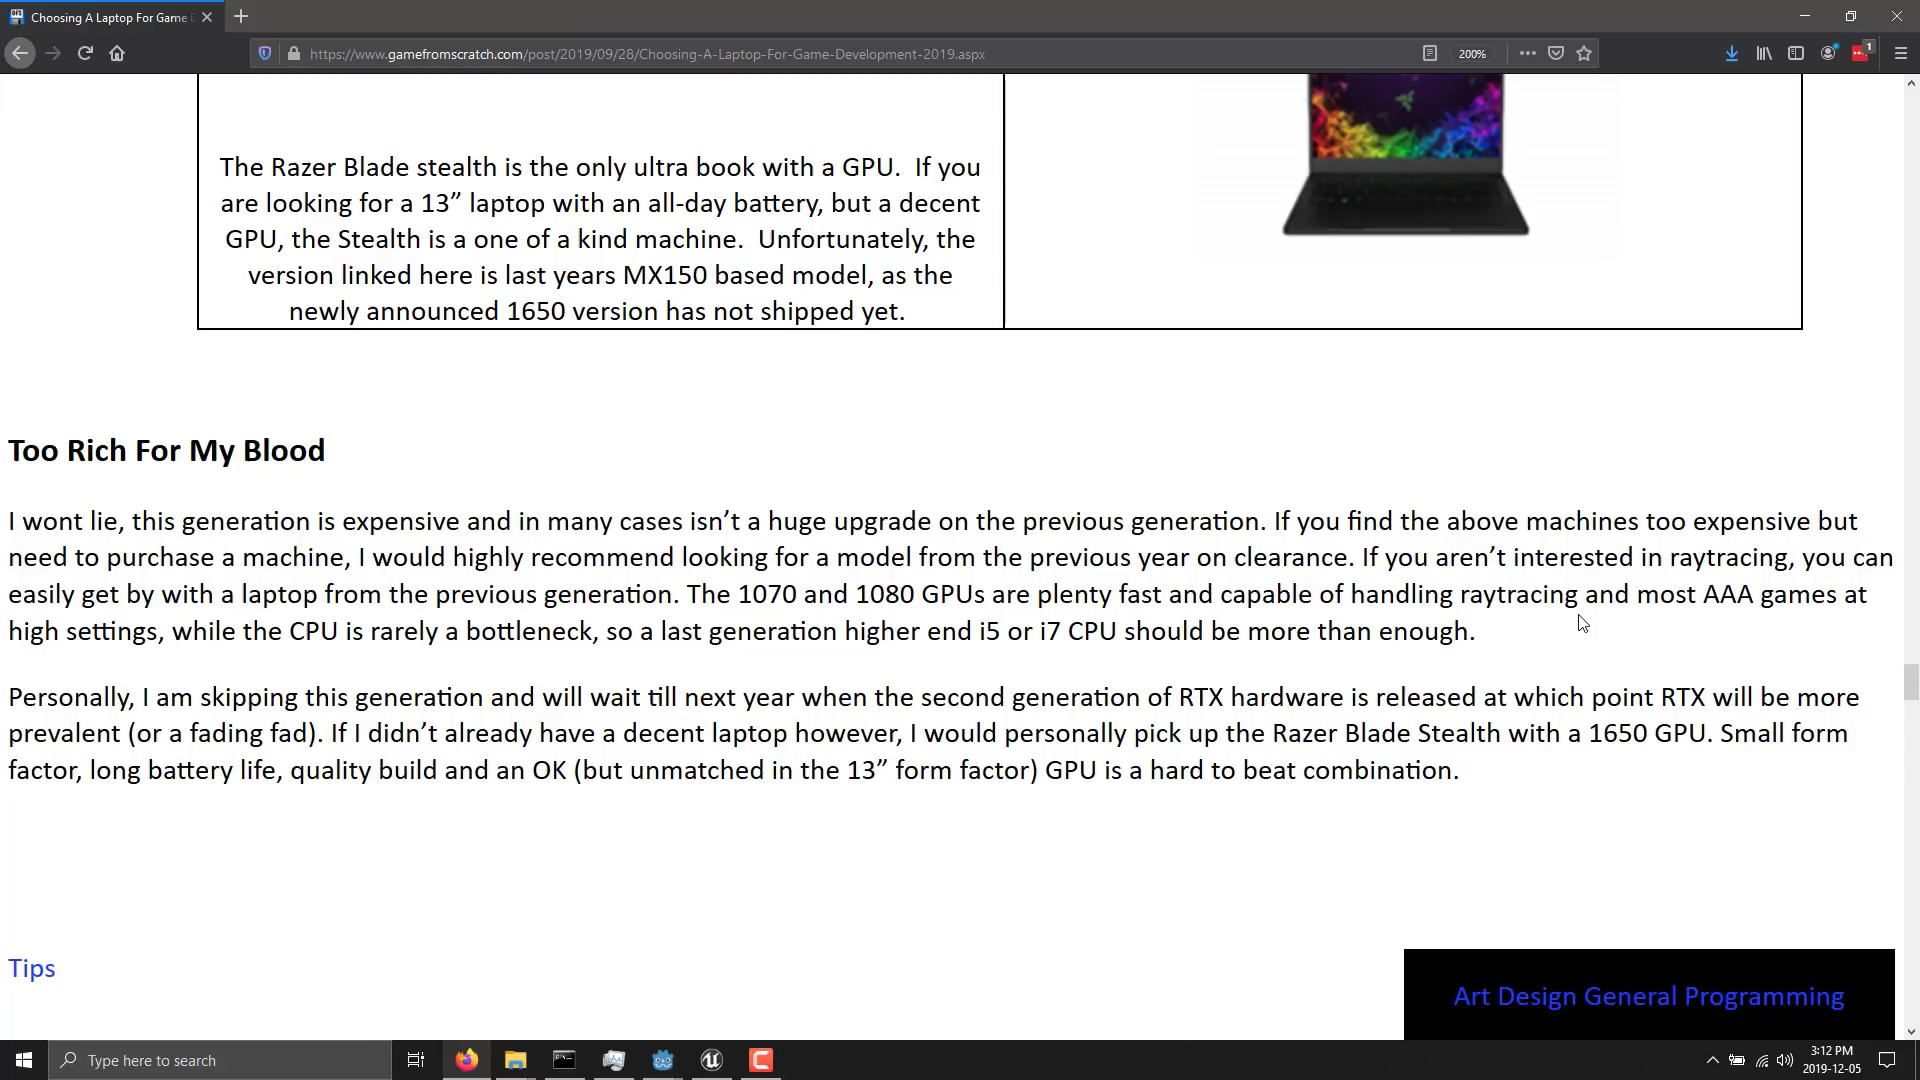 Choosing A Laptop For Game D
https://www.gamefromscratch.com/post/2019/09/28/Choosing-A-Laptop-For-Game-Development-2019.aspx
200%
1
The Razer Blade stealth is the only ultra book with a GPU.  If you
are looking for a 13” laptop with an all-day battery, but a decent
GPU, the Stealth is a one of a kind machine.  Unfortunately, the
version linked here is last years MX150 based model, as the
newly announced 1650 version has not shipped yet.
Too Rich For My Blood
I wont lie, this generation is expensive and in many cases isn’t a huge upgrade on the previous generation. If you find the above machines too expensive but
need to purchase a machine, I would highly recommend looking for a model from the previous year on clearance. If you aren’t interested in raytracing, you can
easily get by with a laptop from the previous generation. The 1070 and 1080 GPUs are plenty fast and capable of handling raytracing and most AAA games at
high settings, while the CPU is rarely a bottleneck, so a last generation higher end i5 or i7 CPU should be more than enough.
Personally, I am skipping this generation and will wait till next year when the second generation of RTX hardware is released at which point RTX will be more
prevalent (or a fading fad). If I didn’t already have a decent laptop however, I would personally pick up the Razer Blade Stealth with a 1650 GPU. Small form
factor, long battery life, quality build and an OK (but unmatched in the 13” form factor) GPU is a hard to beat combination.
Tips
Art Design General Programming
Type here to search
3:12 PM
2019-12-05